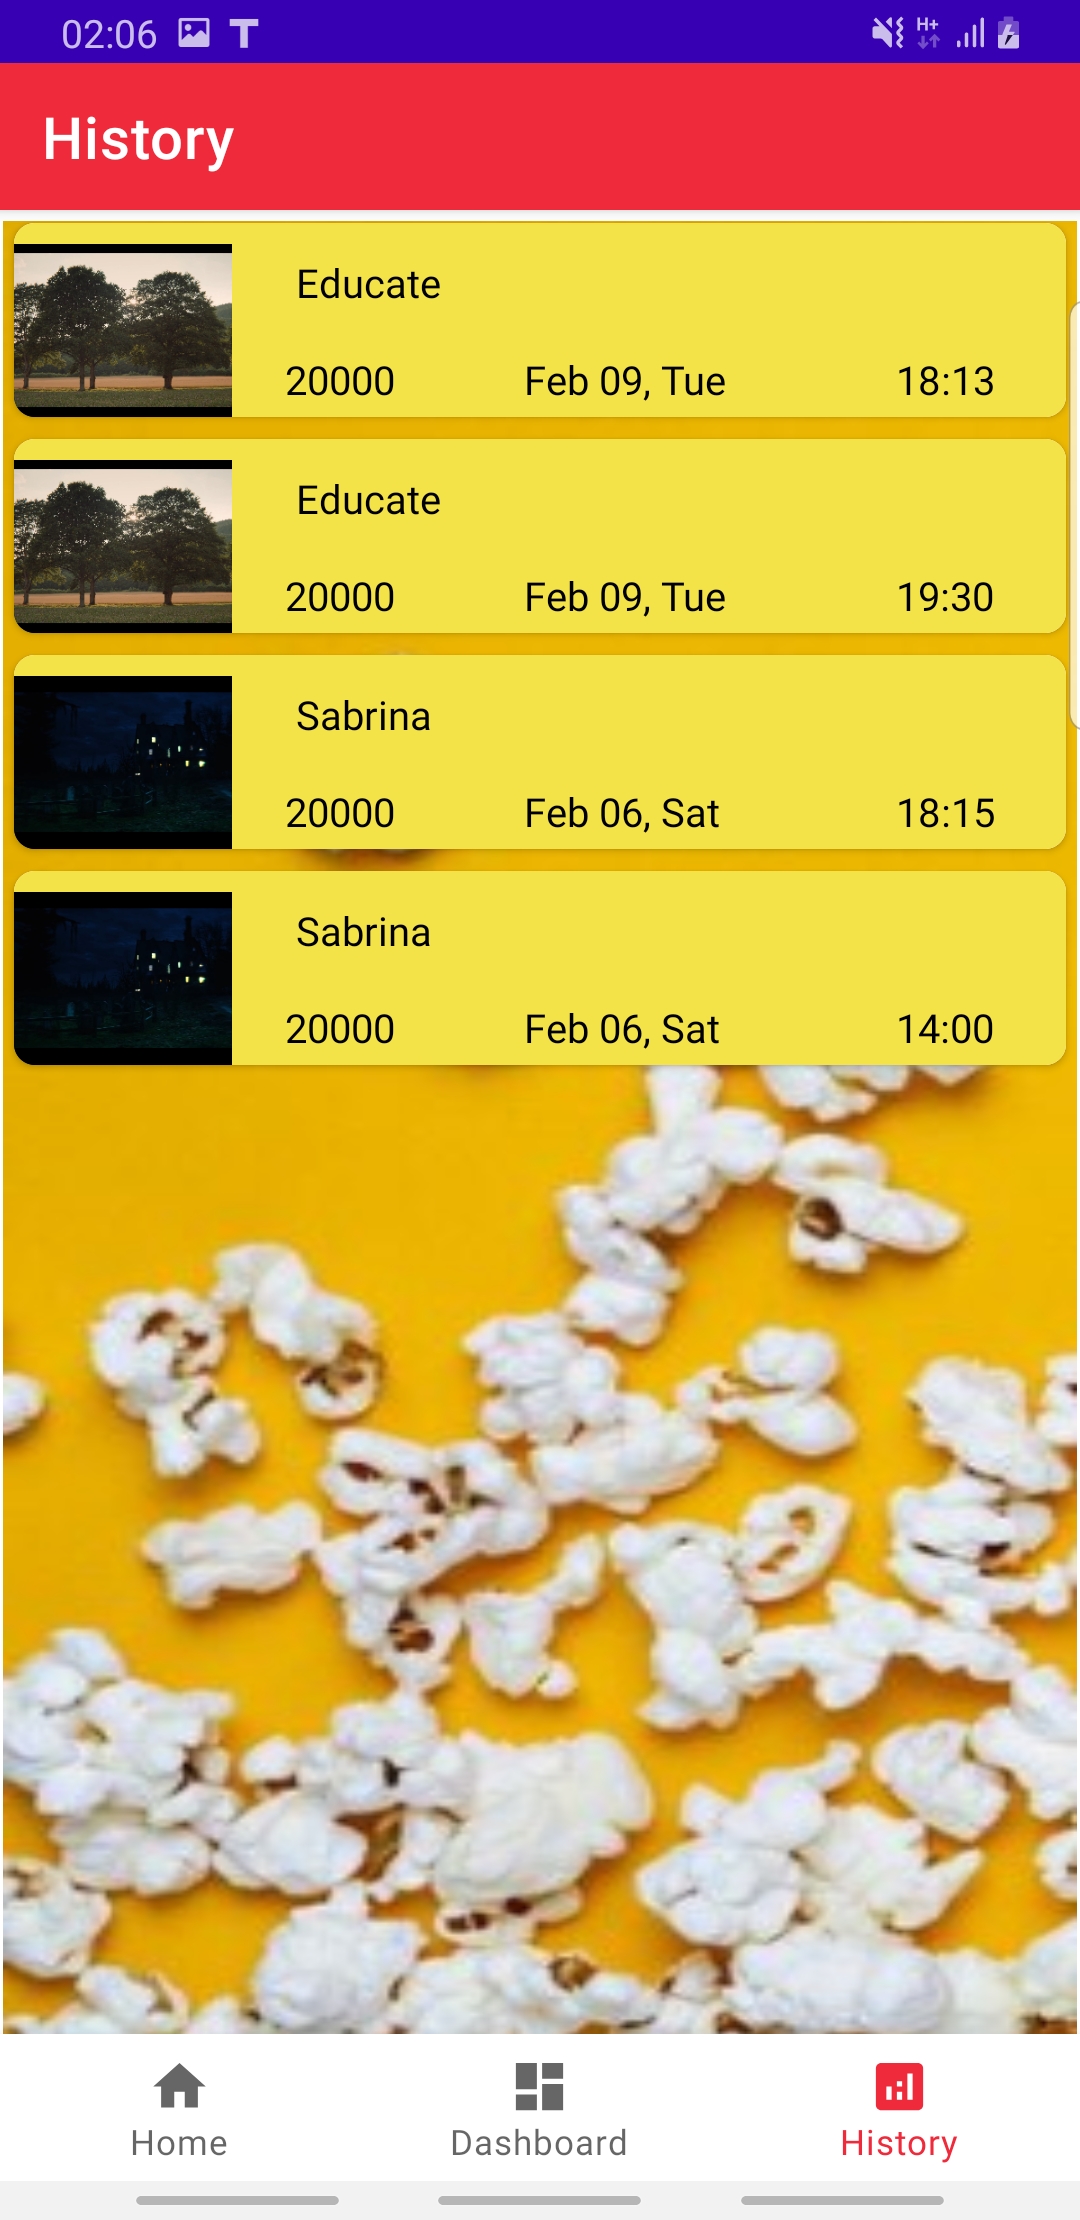 02:06 T H+
History
Educate
20000 Feb 09, Tue 18:13
Educate
20000 Feb 09, Tue 19:30
Sabrina
20000 Feb 06, Sat 18:15
Sabrina
20000 Feb 06, Sat 14:00
Home Dashboard History